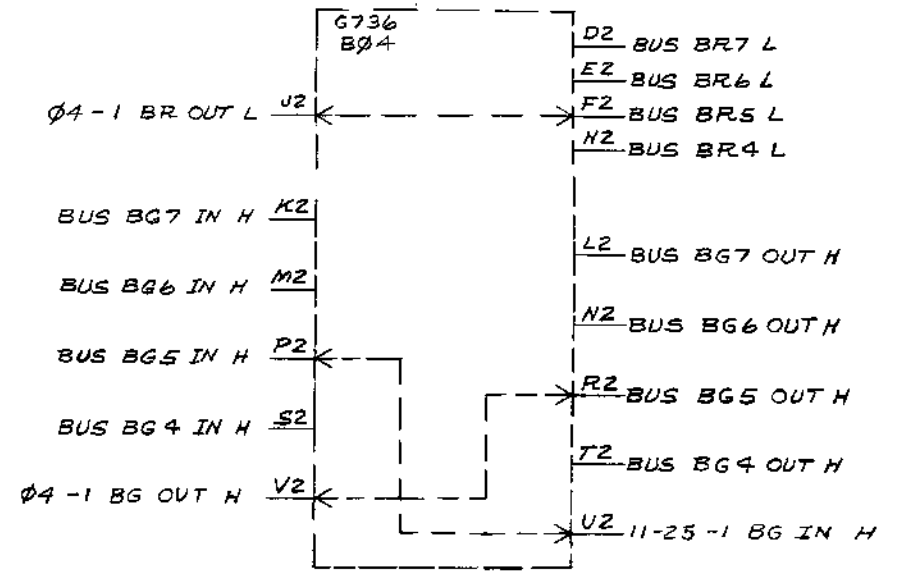 G736
BØ4
D2 BUS BR7 L
E2 BUS BR6 L
Ø4-1 BR OUT L J2
F2 BUS BR5 L
H2 BUS BR4 L
BUS BG7 IN H K2
L2 BUS BG7 OUT H
BUS BG6 IN H M2
N2 BUS BG6 OUT H
BUS BG5 IN H P2
R2 BUS BG5 OUT H
BUS BG4 IN H S2
T2 BUS BG4 OUT H
Ø4-1 BG OUT H V2
U2 11-25-1 BG IN H